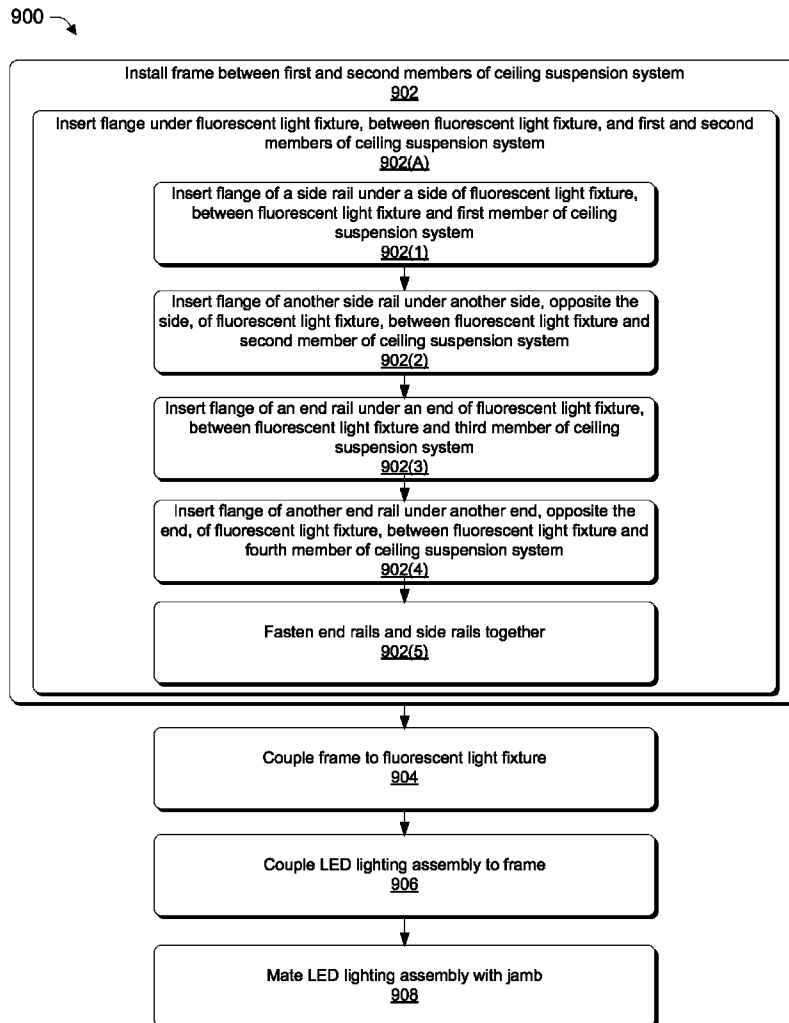 900
Install frame between first and second members of ceiling suspension system
902
Insert flange under fluorescent light fixture, between fluorescent light fixture, and first and second
members of ceiling suspension system
902(A)
Insert flange of a side rail under a side of fluorescent light fixture,
between fluorescent light fixture and first member of ceiling
suspension system
902(1)
Insert flange of another side rail under another side, opposite the
side, of fluorescent light fixture, between fluorescent light fixture and
second member of ceiling suspension system
902(2)
Insert flange of an end rail under an end of fluorescent light fixture,
between fluorescent light fixture and third member of ceiling
suspension system
902(3)
Insert flange of another end rail under another end, opposite the
end, of fluorescent light fixture, between fluorescent light fixture and
fourth member of ceiling suspension system
902(4)
Fasten end rails and side rails together
902(5)
Couple frame to fluorescent light fixture
904
Couple LED lighting assembly to frame
906
Mate LED lighting assembly with jamb
908